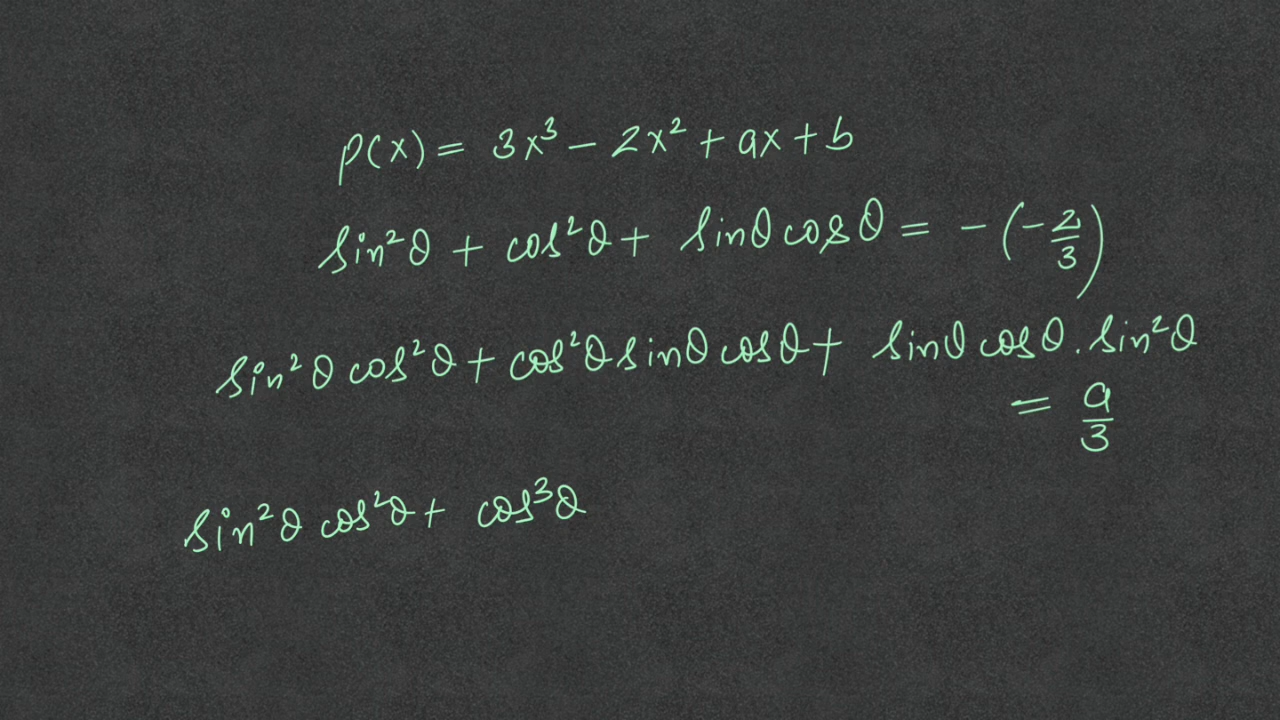 p(x) = 3x³ - 2x² + ax + b
sin²θ + cos²θ + sinθ cosθ = -(-2/3)
sin²θ cos²θ + cos²θ sinθ cosθ + sinθ cosθ . sin²θ
= a/3
sin²θ cos²θ + cos³θ